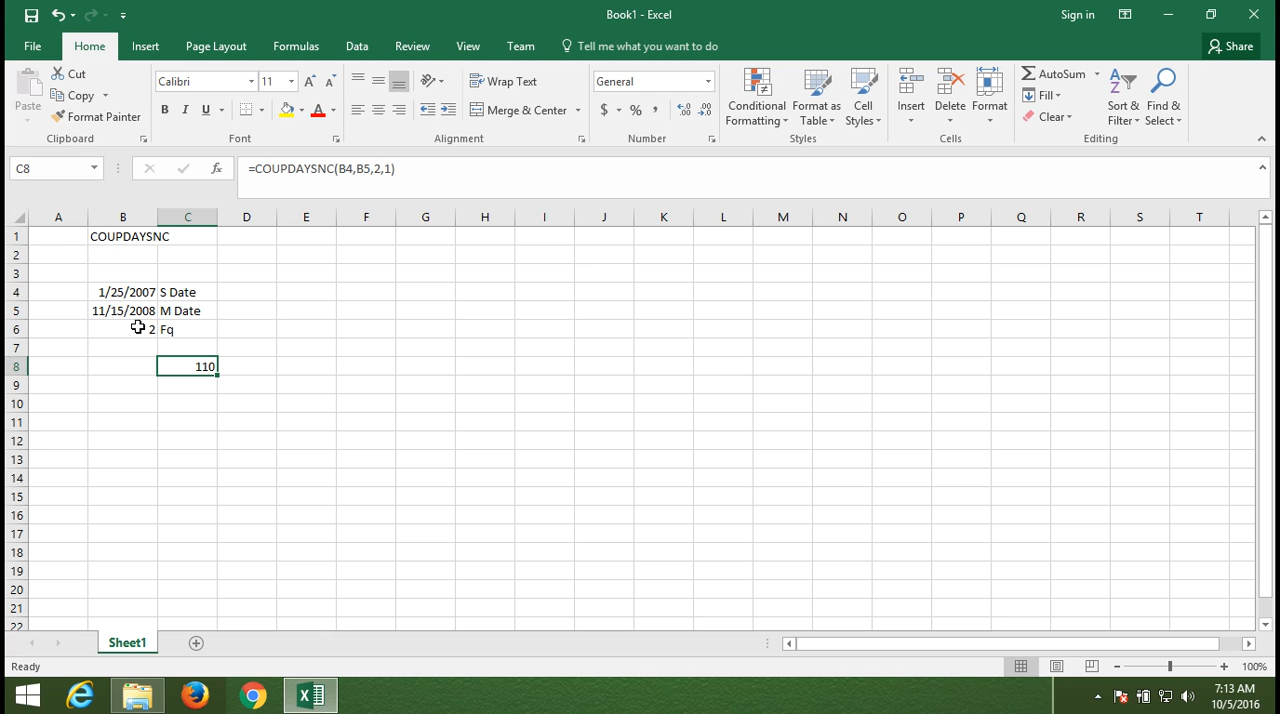 Book1 - Excel
Sign in
File Home Insert Page Layout Formulas Data Review View Team Tell me what you want to do Share
Paste
Cut
Copy
Format Painter
Clipboard
Calibri 11
B I U
Font
Wrap Text
Merge & Center
Alignment
General
$ % ,
Number
Conditional Formatting
Format as Table
Cell Styles
Styles
Insert Delete Format
Cells
AutoSum
Fill
Clear
Sort & Filter
Find & Select
Editing
C8 fx =COUPDAYSNC(B4,B5,2,1)
A B C D E F G H I J K L M N O P Q R S T
1 COUPDAYSNC
2
3
4 1/25/2007 S Date
5 11/15/2008 M Date
6 2 Fq
7
8 110
9
10
11
12
13
14
15
16
17
18
19
20
21
22
Sheet1
Ready 100%
7:13 AM
10/5/2016